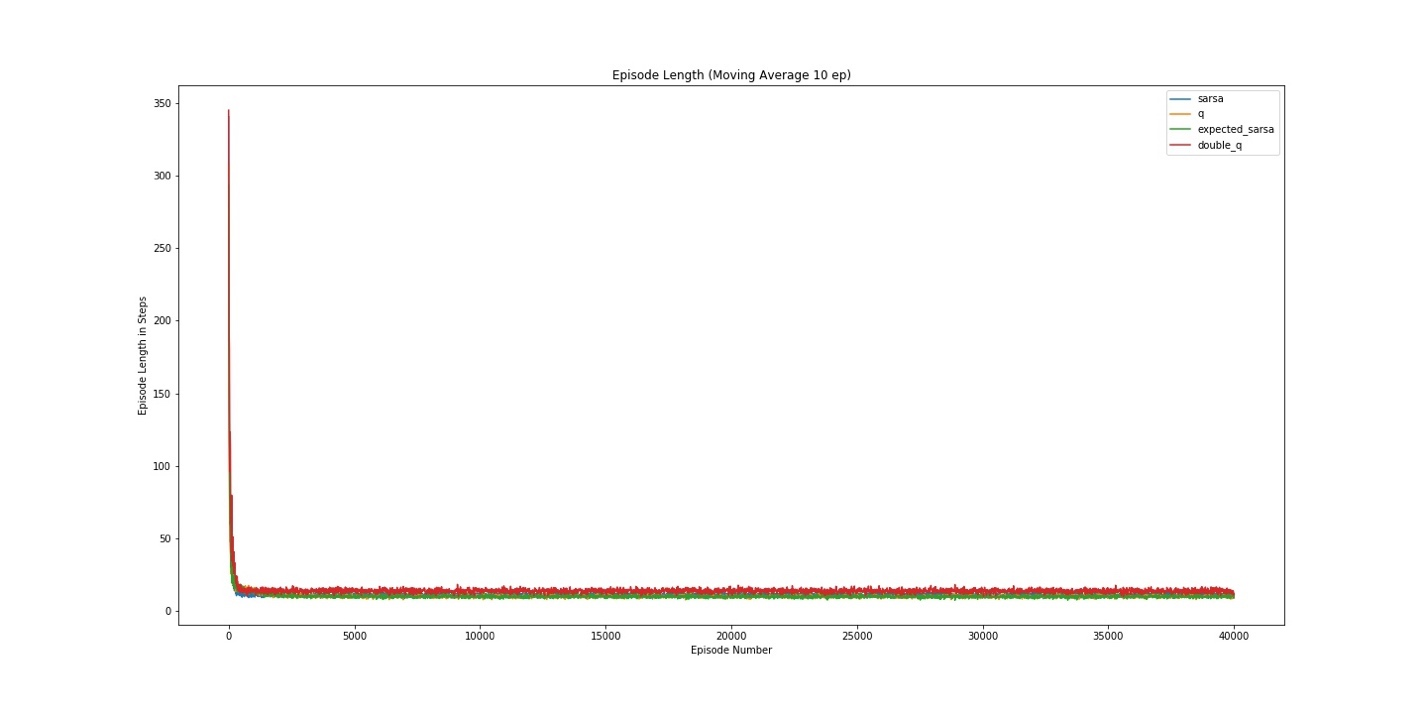 Episode Length (Moving Average 10 ep)
sarsa
q
expected_sarsa
double_q
350
300
250
200
150
100
50
0
Episode Length in Steps
0 5000 10000 15000 20000 25000 30000 35000 40000
Episode Number